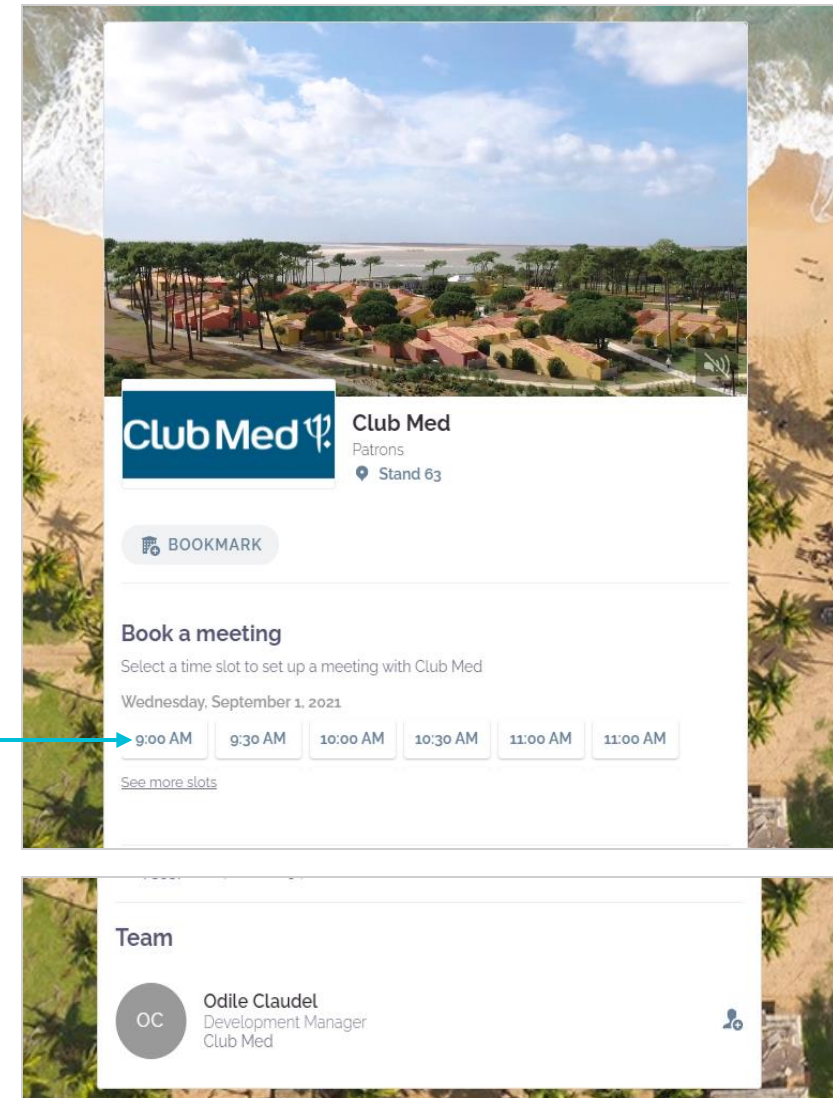 Club Med
Club Med
Patrons
Stand 63
BOOKMARK
Book a meeting
Select a time slot to set up a meeting with Club Med
Wednesday, September 1, 2021
9:00 AM 9:30 AM 10:00 AM 10:30 AM 11:00 AM 11:00 AM
See more slots
Team
OC
Odile Claudel
Development Manager
Club Med